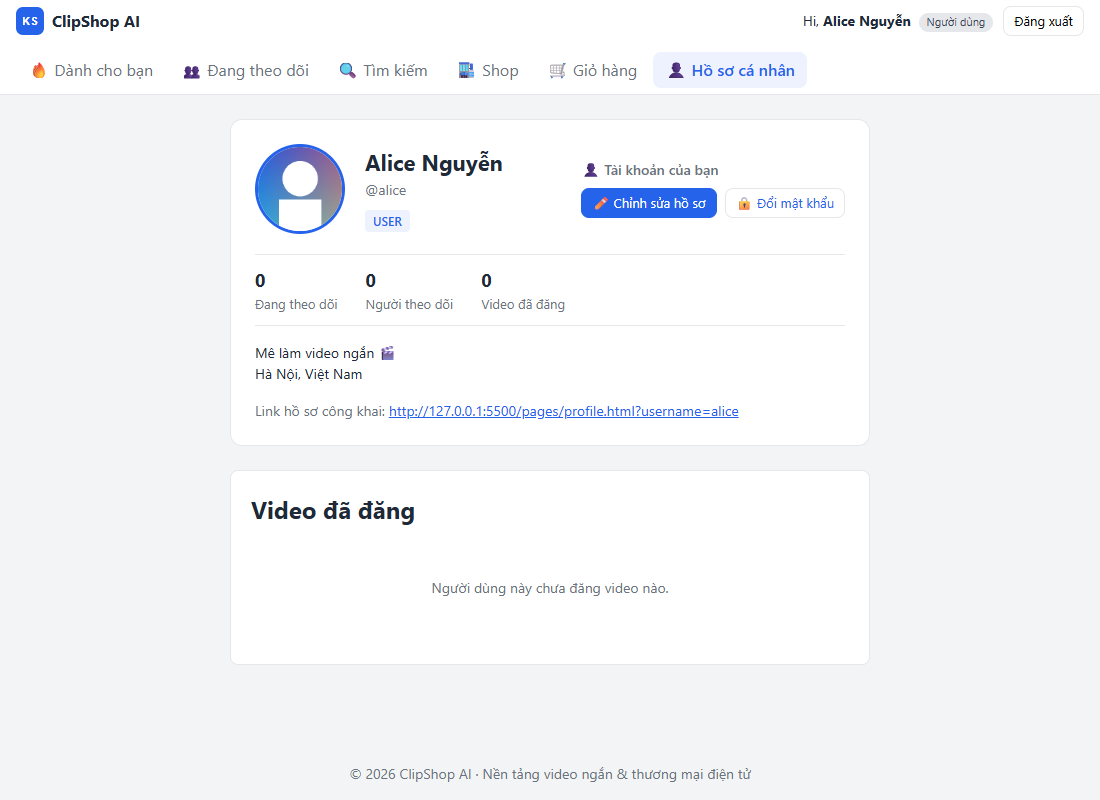 KS ClipShop AI
Hi, Alice Nguyễn Người dùng Đăng xuất
🔥 Dành cho bạn 👥 Đang theo dõi 🔍 Tìm kiếm 🏪 Shop 🛒 Giỏ hàng 👤 Hồ sơ cá nhân
Alice Nguyễn
@alice
USER
👤 Tài khoản của bạn
✏️ Chỉnh sửa hồ sơ 🔒 Đổi mật khẩu
0 0 0
Đang theo dõi Người theo dõi Video đã đăng
Mê làm video ngắn 🎬
Hà Nội, Việt Nam
Link hồ sơ công khai: http://127.0.0.1:5500/pages/profile.html?username=alice
Video đã đăng
Người dùng này chưa đăng video nào.
© 2026 ClipShop AI · Nền tảng video ngắn & thương mại điện tử